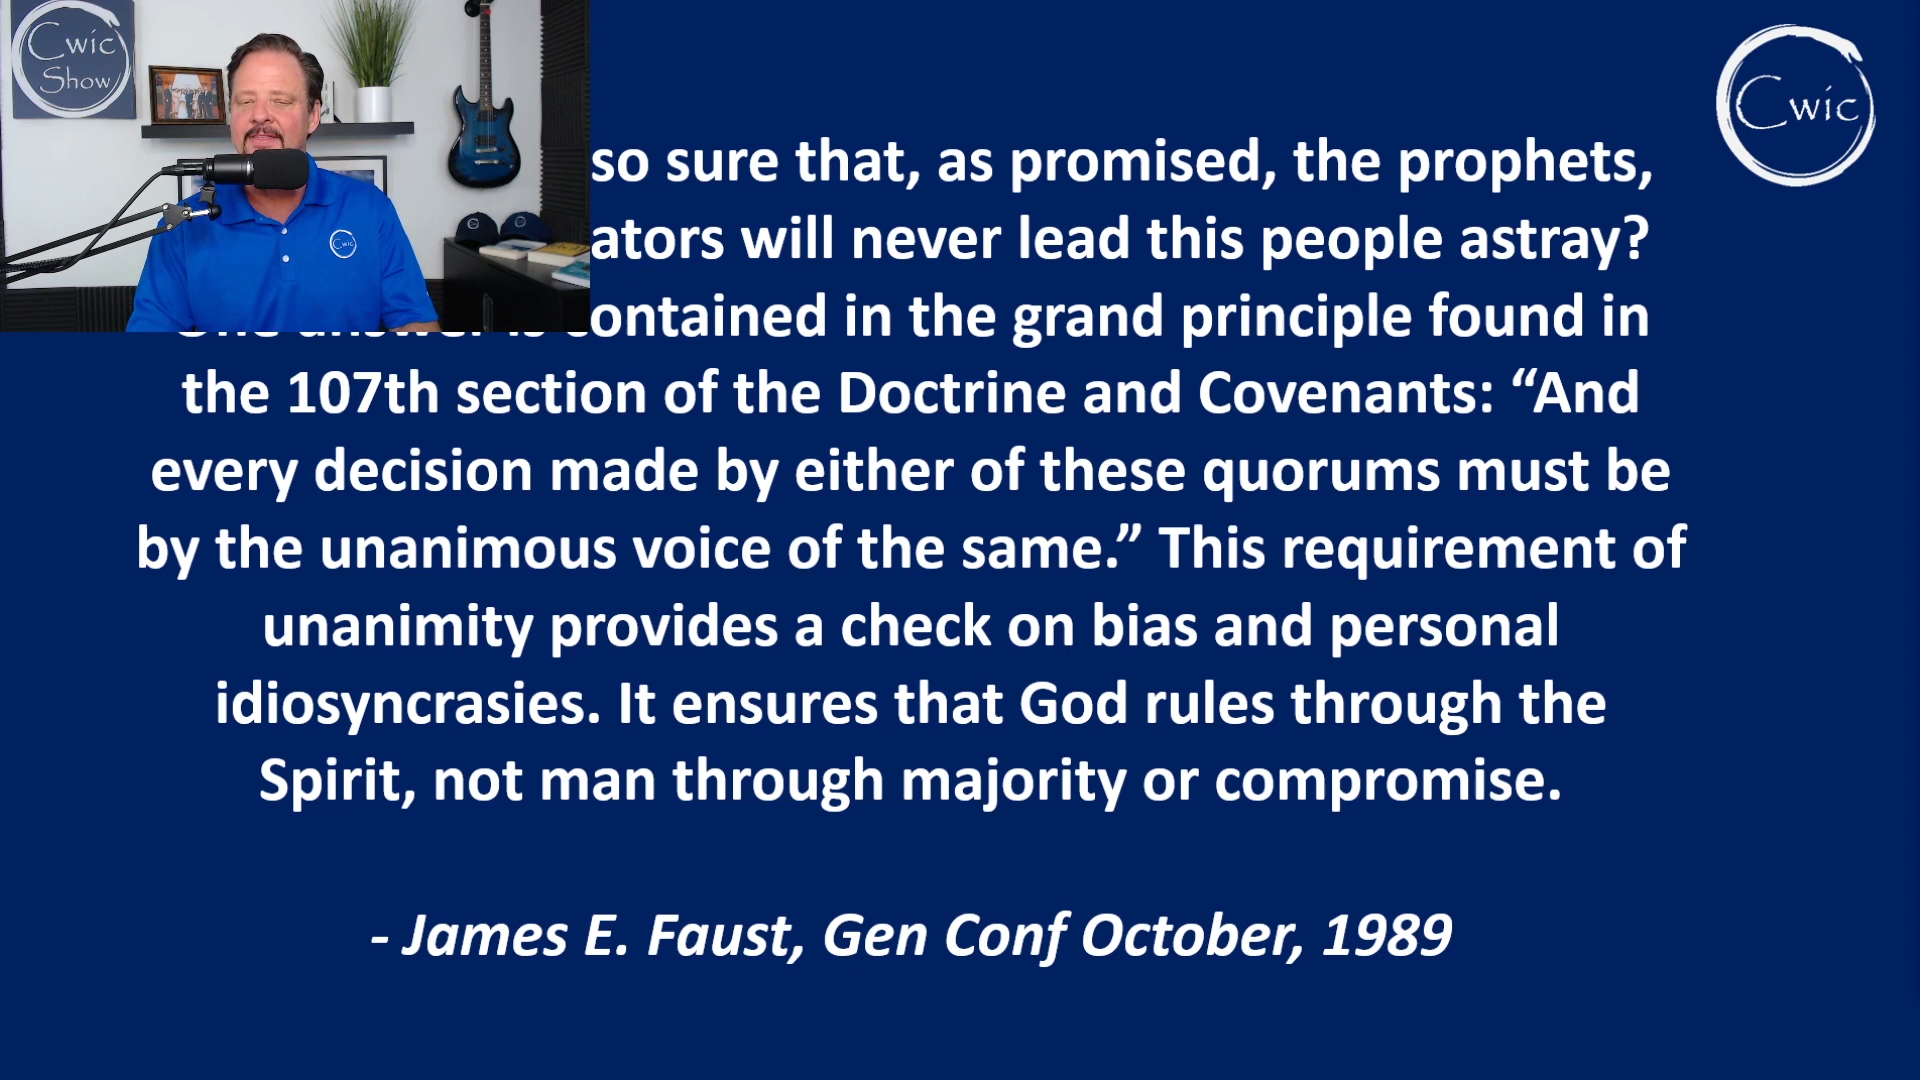 Cwic
Show
Cwic
so sure that, as promised, the prophets,
will never lead this people astray?
contained in the grand principle found in
the 107th section of the Doctrine and Covenants: “And
every decision made by either of these quorums must be
by the unanimous voice of the same.” This requirement of
unanimity provides a check on bias and personal
idiosyncrasies. It ensures that God rules through the
Spirit, not man through majority or compromise.
- James E. Faust, Gen Conf October, 1989
Cwic